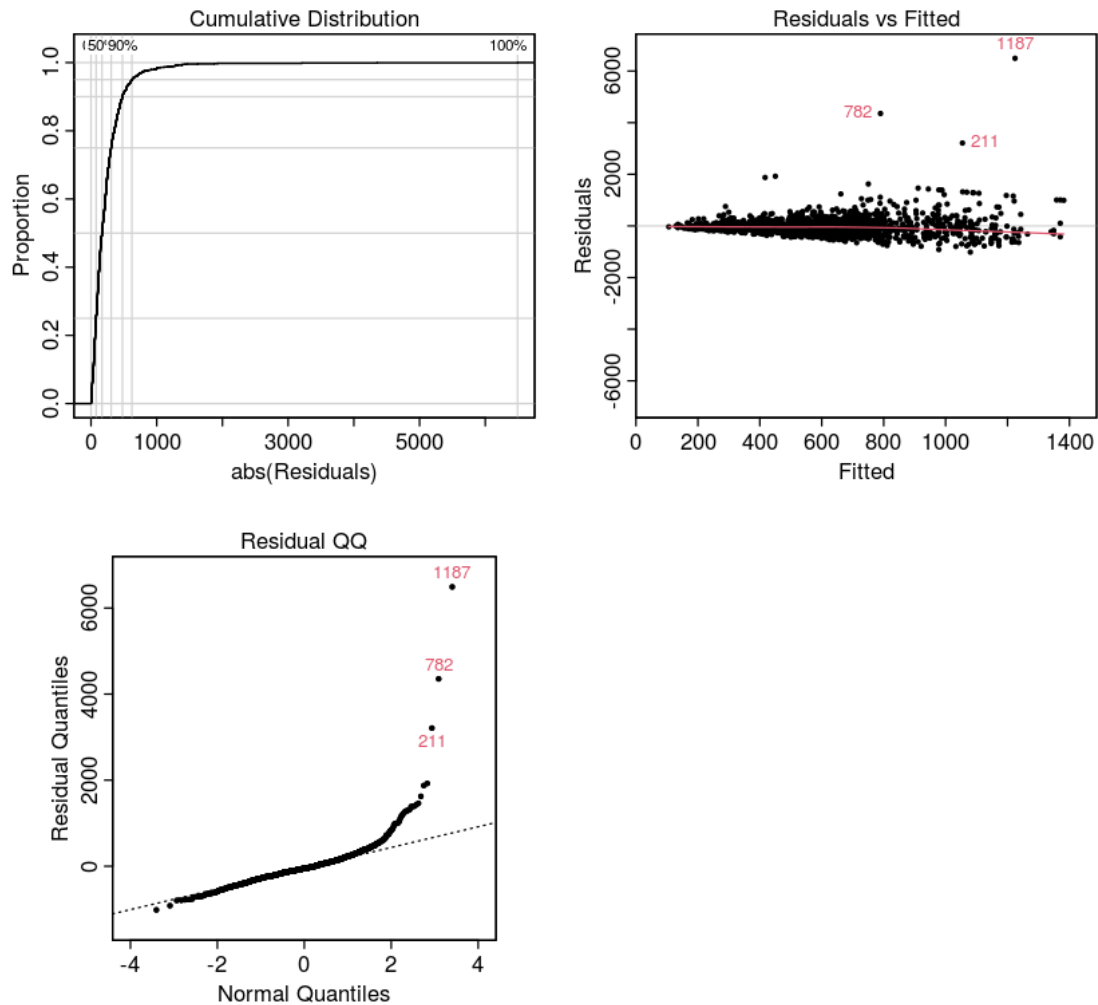 Cumulative Distribution
50% 90% 100%
Proportion
0.0 0.2 0.4 0.6 0.8 1.0
0 1000 3000 5000
abs(Residuals)
Residuals vs Fitted
1187
782
211
Residuals
-6000 -2000 2000 6000
0 200 400 600 800 1000 1400
Fitted
Residual QQ
1187
782
211
Residual Quantiles
0 2000 4000 6000
-4 -2 0 2 4
Normal Quantiles